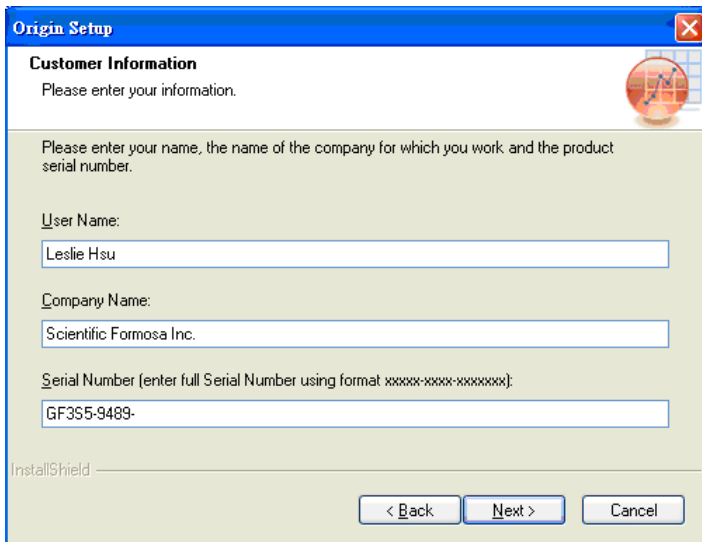 Origin Setup
Customer Information
Please enter your information.
Please enter your name, the name of the company for which you work and the product
serial number.
User Name:
Leslie Hsu
Company Name:
Scientific Formosa Inc.
Serial Number (enter full Serial Number using format xxxxx-xxxx-xxxxxxx):
GF3S5-9489-
InstallShield
< Back
Next >
Cancel